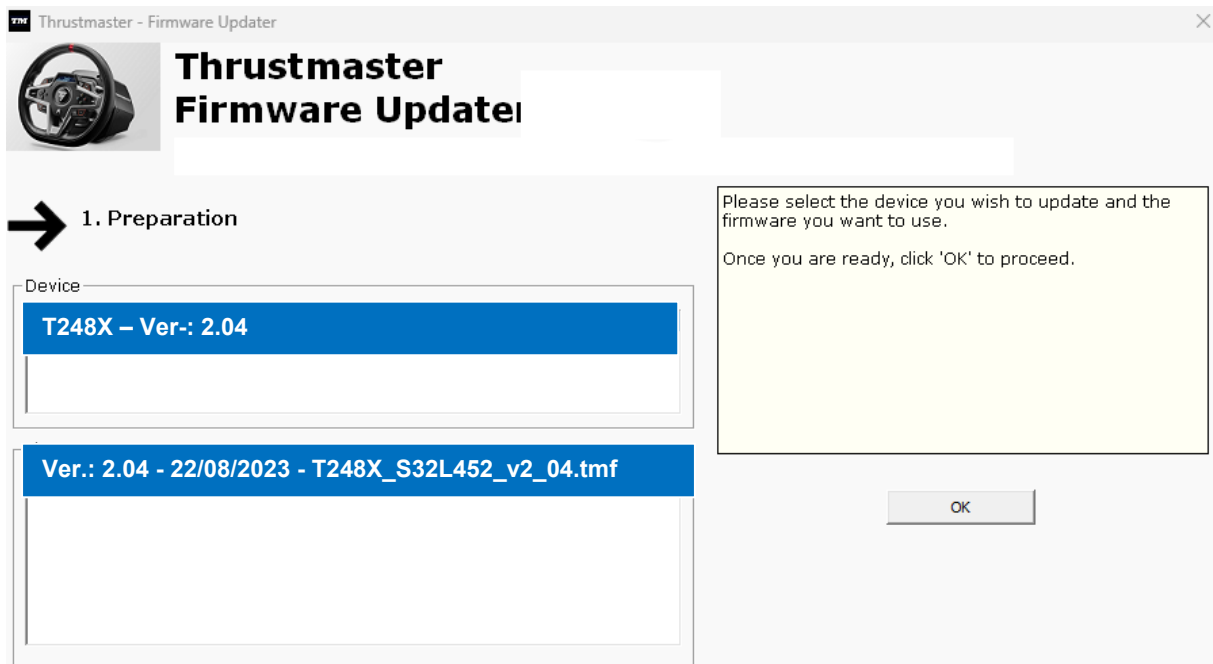 Thrustmaster - Firmware Updater
Thrustmaster
Firmware Updater
1. Preparation
Please select the device you wish to update and the
firmware you want to use.
Once you are ready, click 'OK' to proceed.
Device
T248X – Ver-: 2.04
Ver.: 2.04 - 22/08/2023 - T248X_S32L452_v2_04.tmf
OK